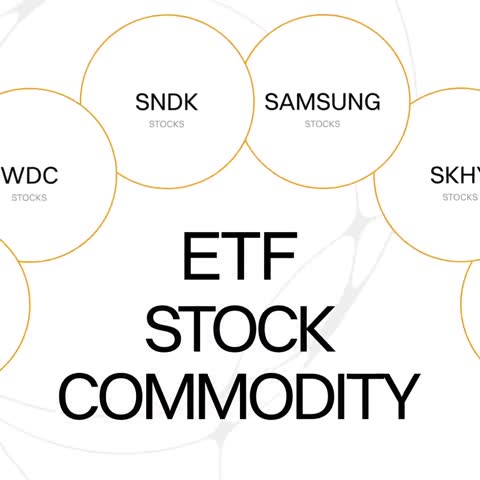 SNDK
STOCKS
SAMSUNG
STOCKS
WDC
STOCKS
SKHY
STOCKS
ETF
STOCK
COMMODITY